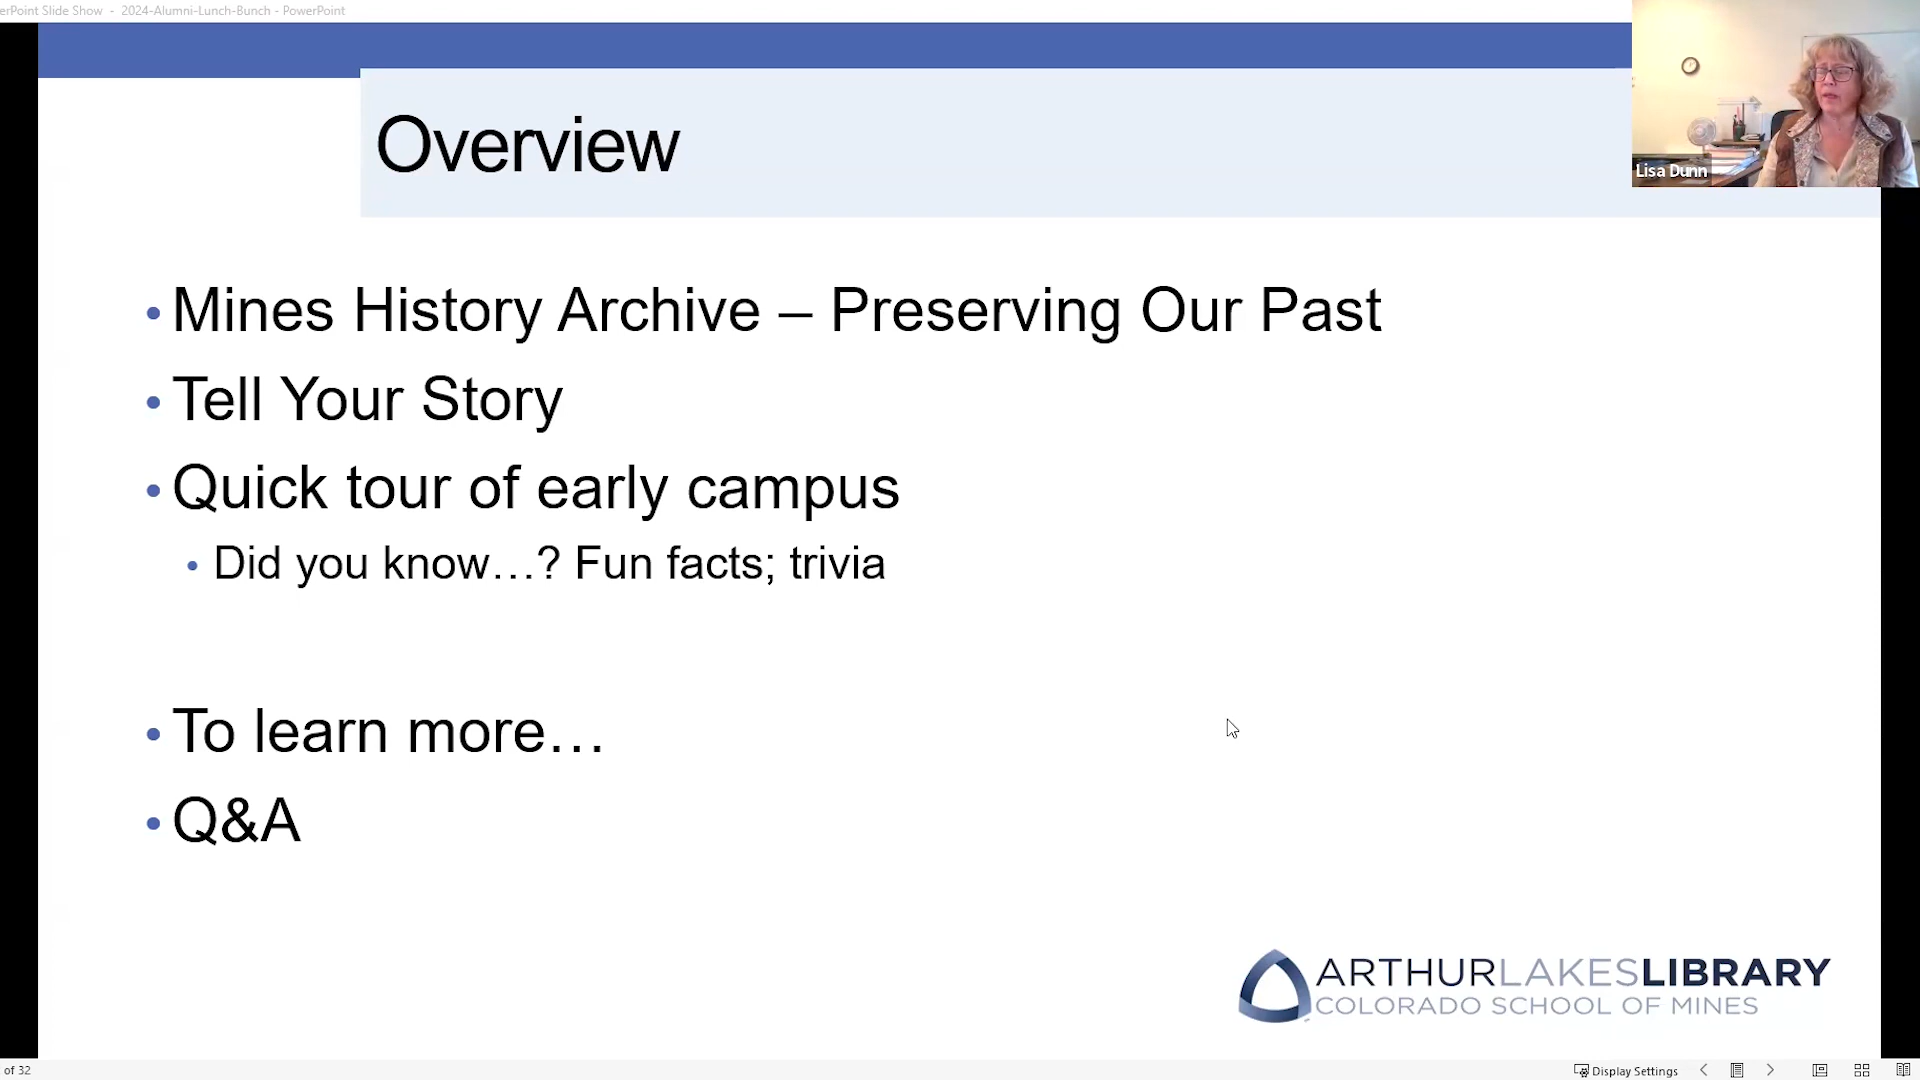 erPoint Slide Show - 2024-Alumni-Lunch-Bunch - PowerPoint
Lisa Dunn
Overview
• Mines History Archive – Preserving Our Past
• Tell Your Story
• Quick tour of early campus
• Did you know…? Fun facts; trivia
• To learn more…
• Q&A
ARTHURLAKESLIBRARY
COLORADO SCHOOL OF MINES
of 32
Display Settings